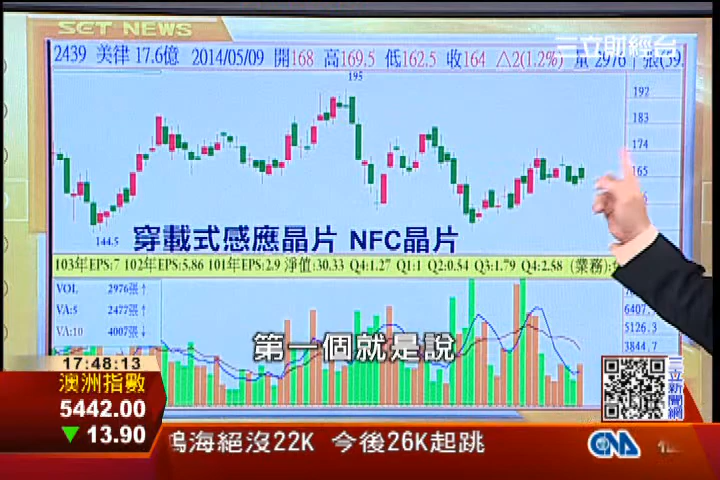 SET NEWS
三立財經台
2439 美律 17.6億 2014/05/09 開168 高169.5 低162.5 收164 △2(1.2%) 量 2976
195
192
183
174
165
144.5
穿載式感應晶片 NFC晶片
103年EPS:7 102年EPS:5.86 101年EPS:2.9 淨值:30.33 Q4:1.27 Q1:1 Q2:0.54 Q3:1.79 Q4:2.58 (業務):
VOL 2976張↑
VA:5 2477張↑
VA:10 4007張↓
6407.
5126.3
3844.7
第一個就是說
17:48:13
澳洲指數
5442.00
▼13.90
三立新聞網
鴻海絕沒22K 今後26K起跳
CNA